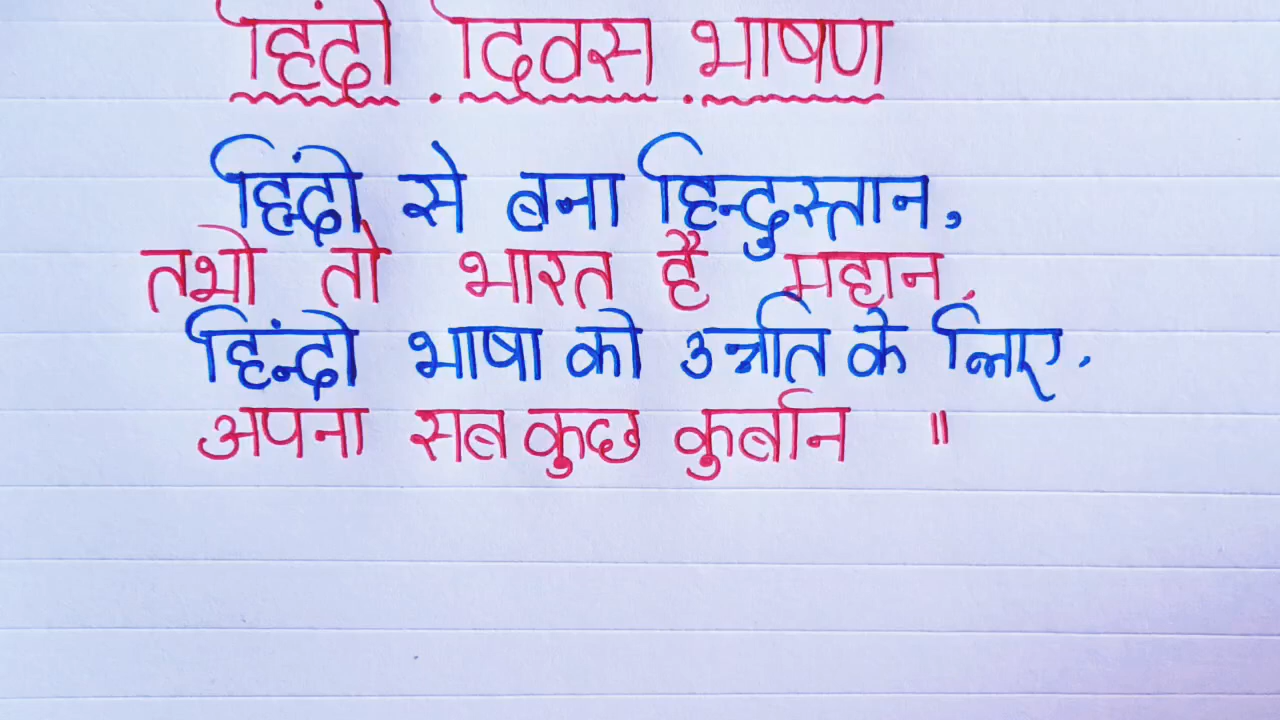 हिंदी दिवस भाषण
हिंदी से बना हिन्दुस्तान,
तभी तो भारत है महान,
हिंन्दी भाषा की उन्नति के लिए,
अपना सब कुछ कुर्बान ॥